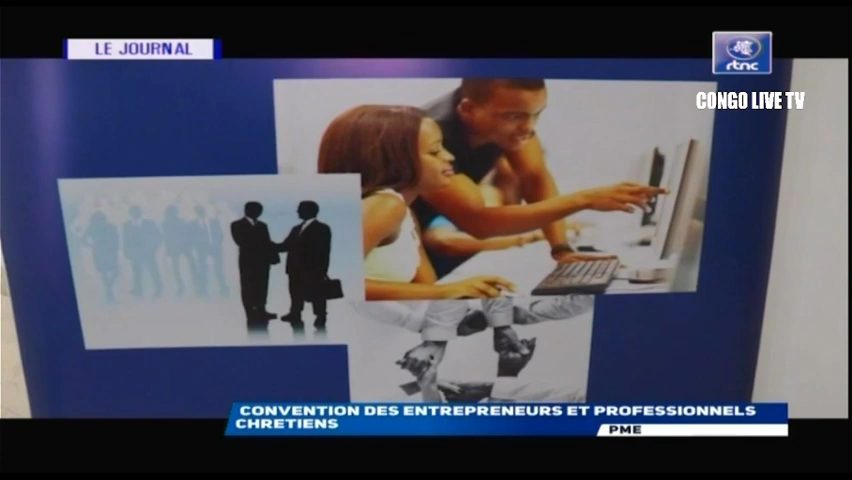 LE JOURNAL
rtnc
CONGO LIVE TV
CONVENTION DES ENTREPRENEURS ET PROFESSIONNELS
CHRETIENS
PME